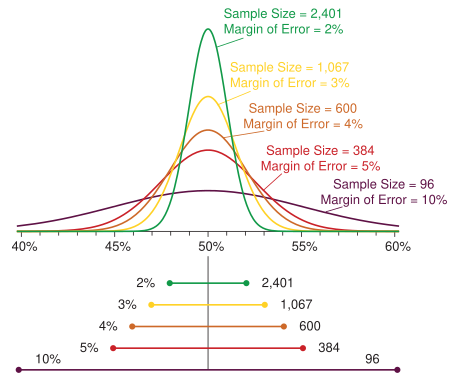 Sample Size = 2,401
Margin of Error = 2%
Sample Size = 1,067
Margin of Error = 3%
Sample Size = 600
Margin of Error = 4%
Sample Size = 384
Margin of Error = 5%
Sample Size = 96
Margin of Error = 10%
40% 45% 50% 55% 60%
2% 2,401
3% 1,067
4% 600
5% 384
10% 96